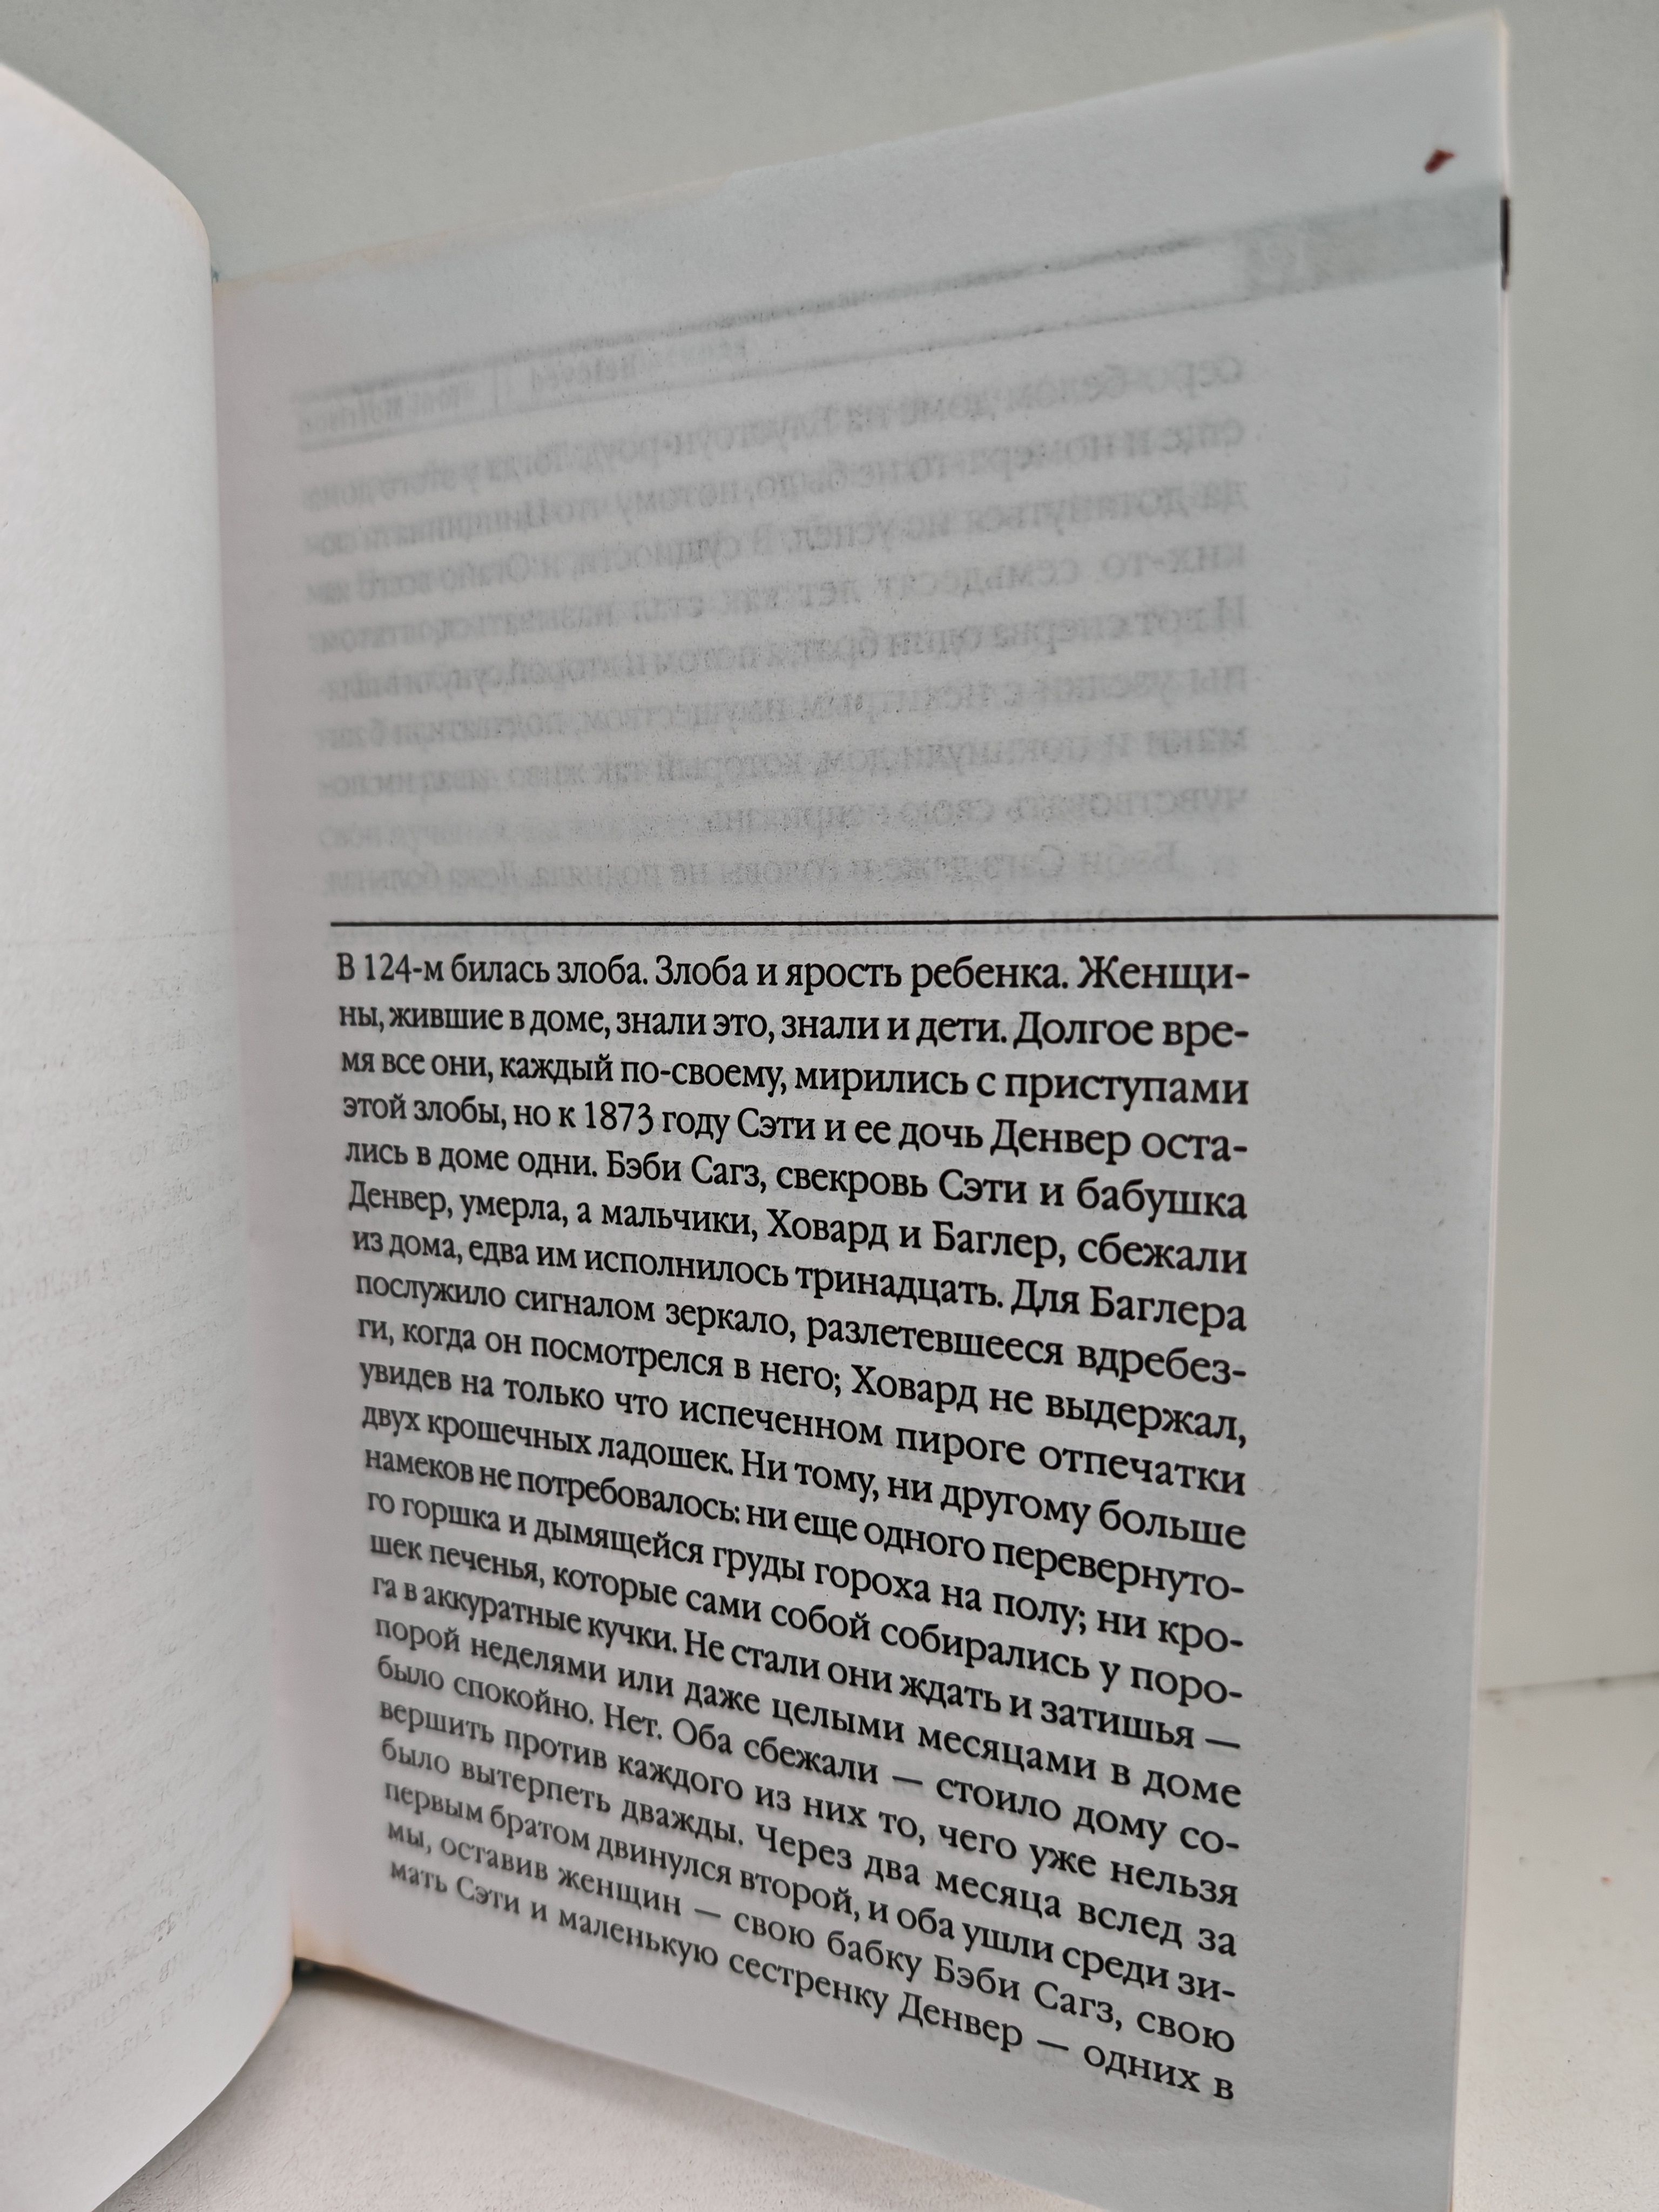 В 124-м билась злоба. Злоба и ярость ребенка. Женщи-
ны, жившие в доме, знали это, знали и дети. Долгое вре-
мя все они, каждый по-своему, мирились с приступами
этой злобы, но к 1873 году Сэти и ее дочь Денвер оста-
лись в доме одни. Бэби Сагз, свекровь Сэти и бабушка
Денвер, умерла, а мальчики, Ховард и Баглер, сбежали
из дома, едва им исполнилось тринадцать. Для Баглера
послужило сигналом зеркало, разлетевшееся вдребез-
ги, когда он посмотрелся в него; Ховард не выдержал,
увидев на только что испеченном пироге отпечатки
двух крошечных ладошек. Ни тому, ни другому больше
намеков не потребовалось: ни еще одного перевернуто-
го горшка и дымящейся груды гороха на полу; ни кро-
шек печенья, которые сами собой собирались у поро-
га в аккуратные кучки. Не стали они ждать и затишья —
порой неделями или даже целыми месяцами в доме
было спокойно. Нет. Оба сбежали — стоило дому со-
вершить против каждого из них то, чего уже нельзя
было вытерпеть дважды. Через два месяца вслед за
первым братом двинулся второй, и оба ушли среди зи-
мы, оставив женщин — свою бабку Бэби Сагз, свою
мать Сэти и маленькую сестренку Денвер — одних в